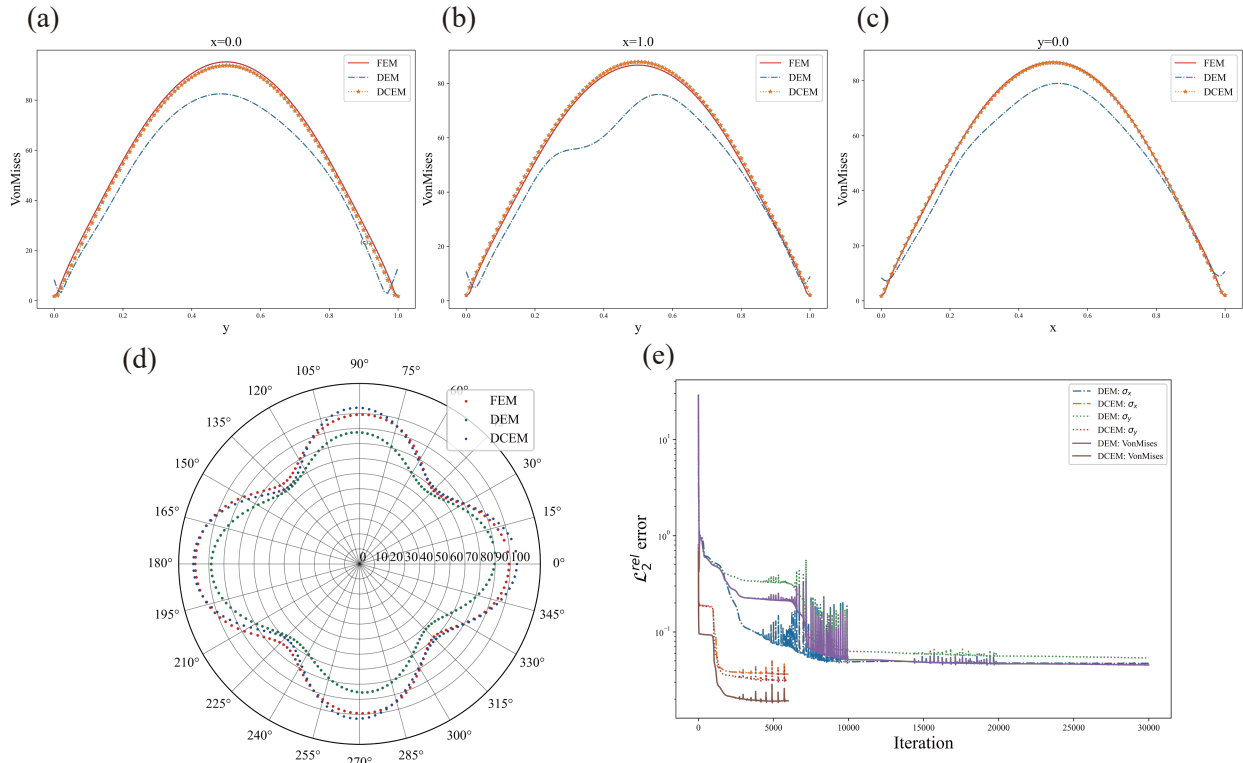 (a)
x=0.0
FEM
DEM
DCEM
VonMises
80
60
40
20
0
0.0 0.2 0.4 0.6 0.8 1.0
y
(b)
x=1.0
FEM
DEM
DCEM
VonMises
80
60
40
20
0
0.0 0.2 0.4 0.6 0.8 1.0
y
(c)
y=0.0
FEM
DEM
DCEM
VonMises
80
60
40
20
0
0.0 0.2 0.4 0.6 0.8 1.0
x
(d)
FEM
DEM
DCEM
90°
105°
75°
120°
60°
135°
150°
30°
165°
15°
180°
0 10 20 30 40 50 60 70 80 90 100
0°
195°
345°
210°
330°
225°
315°
240°
300°
255°
270°
285°
(e)
DEM: σx
DCEM: σx
DEM: σy
DCEM: σy
DEM: VonMises
DCEM: VonMises
ℒ₂ʳᵉˡ error
10¹
10⁰
10⁻¹
0 5000 10000 15000 20000 25000 30000
Iteration